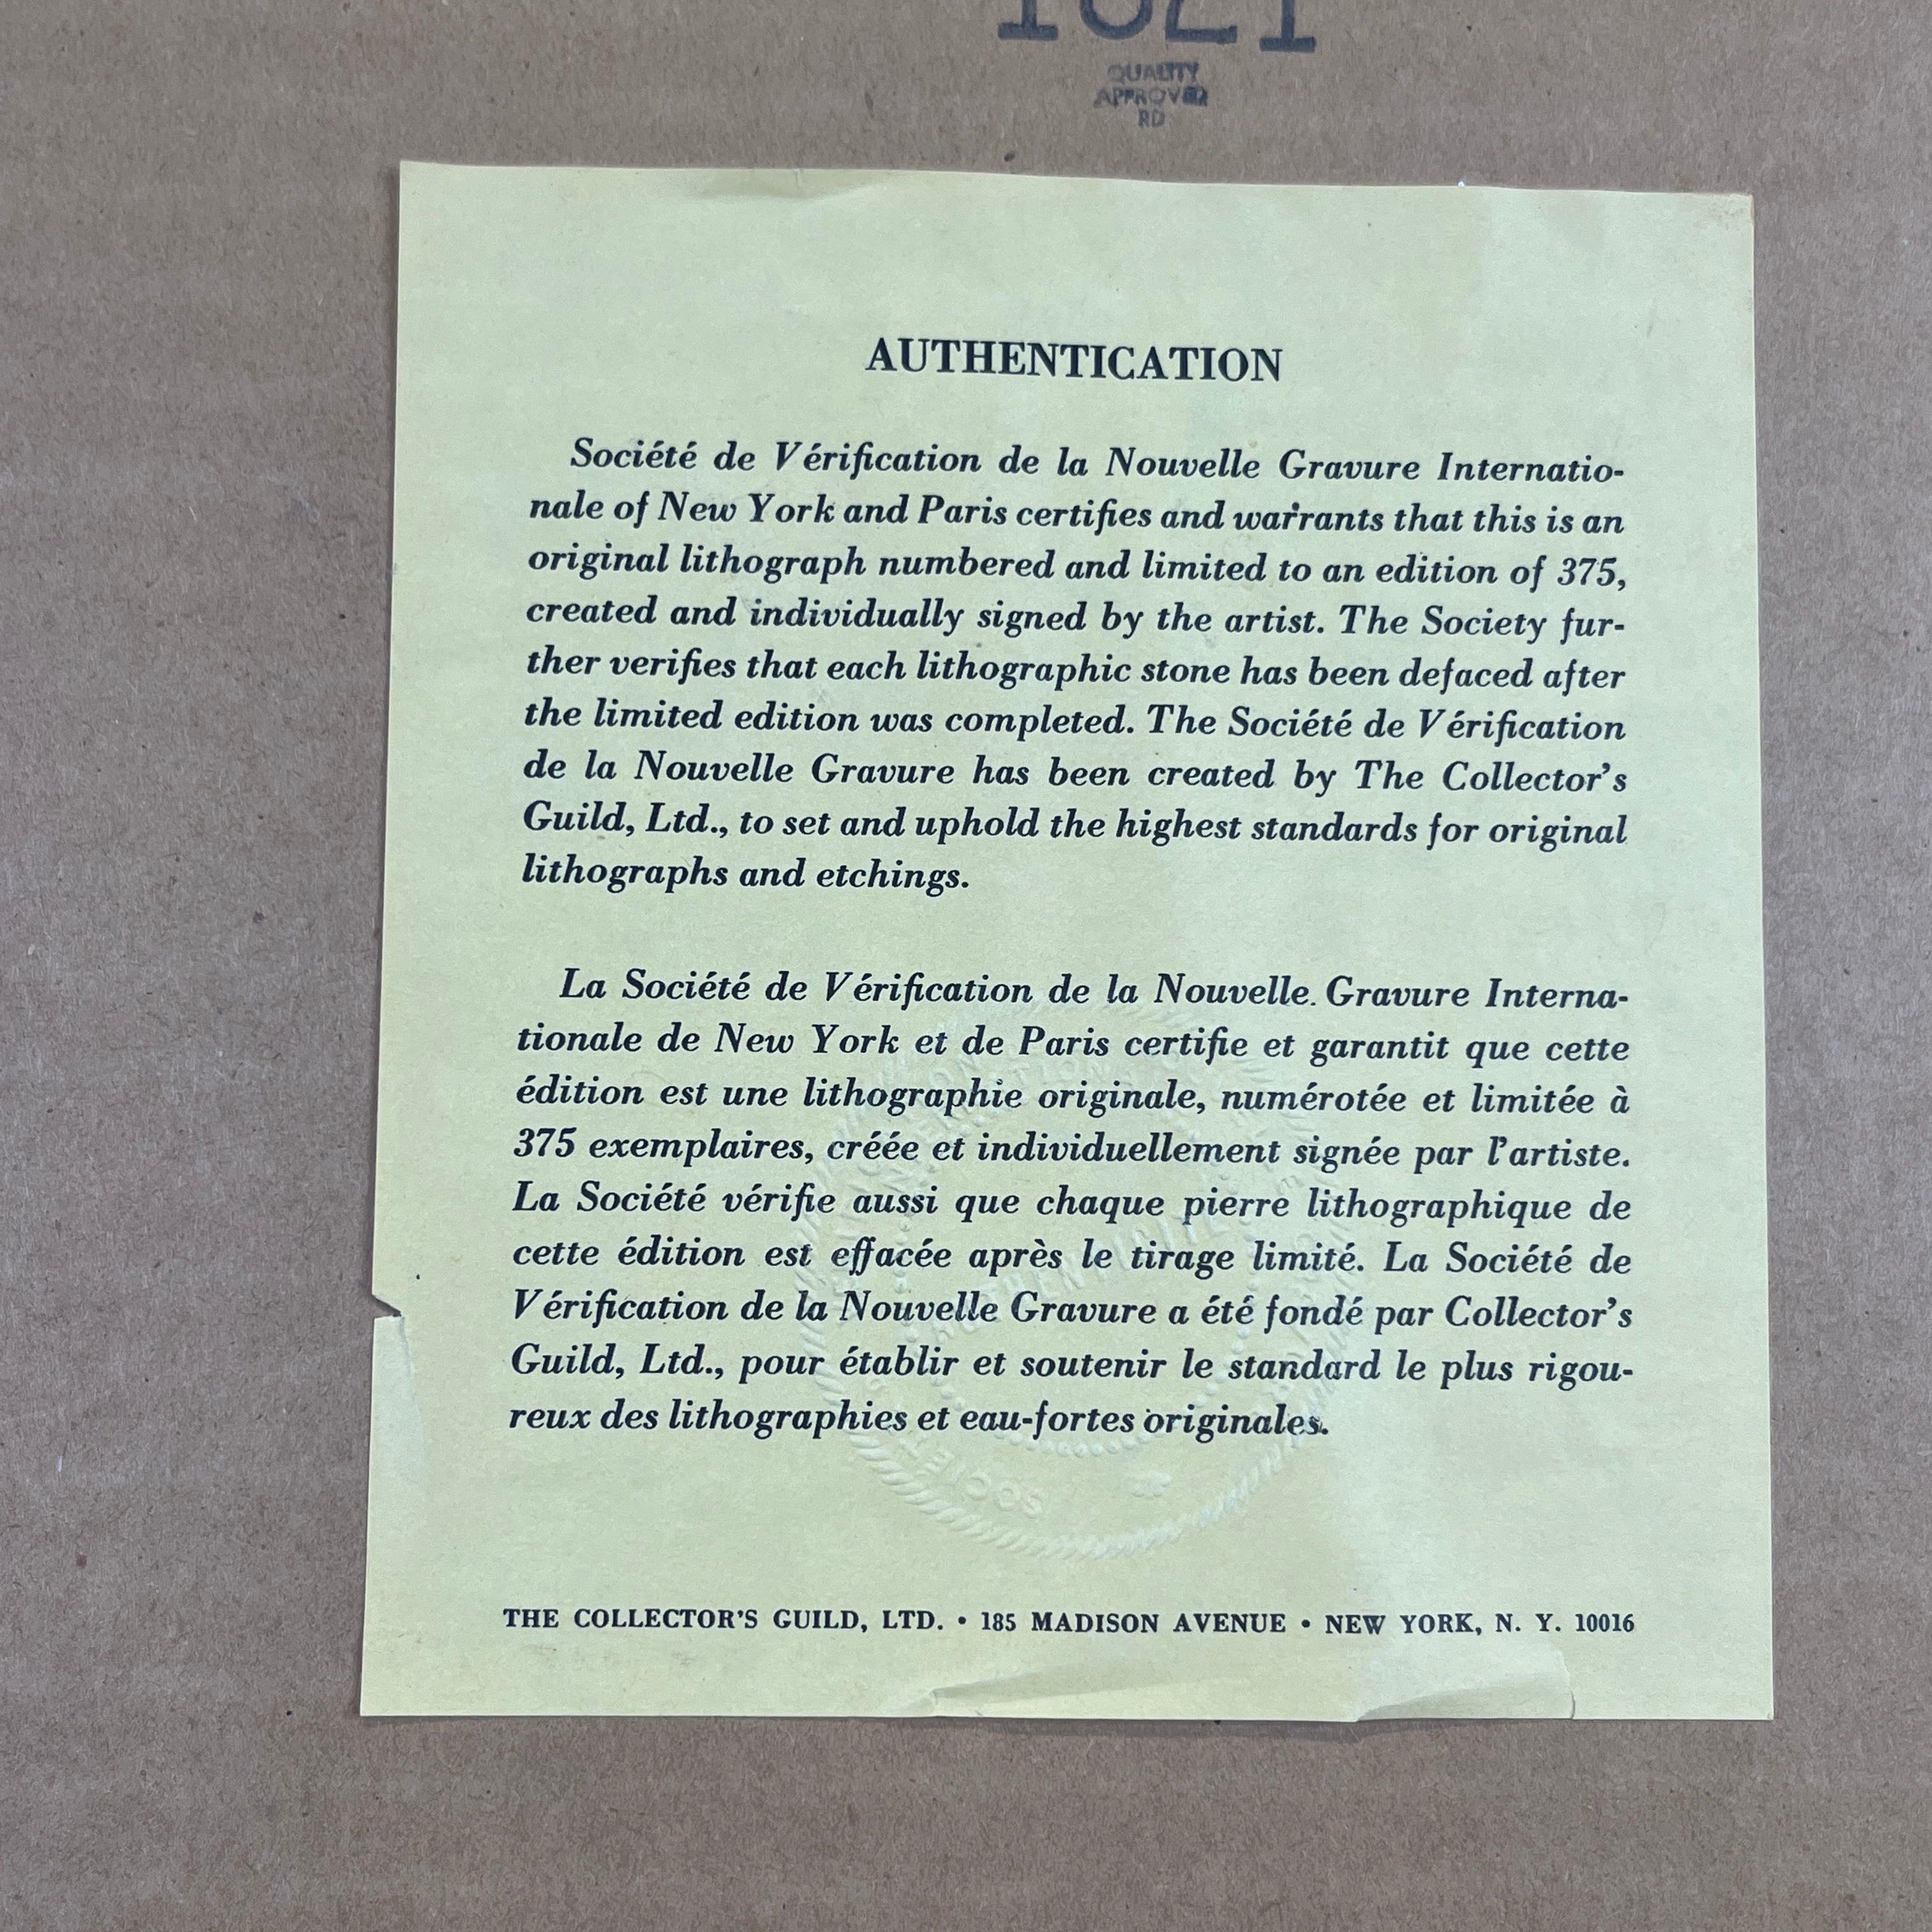 QUALITY
APPROVED
RD
AUTHENTICATION
Société de Vérification de la Nouvelle Gravure Internatio-
nale of New York and Paris certifies and warrants that this is an
original lithograph numbered and limited to an edition of 375,
created and individually signed by the artist. The Society fur-
ther verifies that each lithographic stone has been defaced after
the limited edition was completed. The Société de Vérification
de la Nouvelle Gravure has been created by The Collector's
Guild, Ltd., to set and uphold the highest standards for original
lithographs and etchings.
La Société de Vérification de la Nouvelle Gravure Interna-
tionale de New York et de Paris certifie et garantit que cette
édition est une lithographie originale, numérotée et limitée à
375 exemplaires, créée et individuellement signée par l'artiste.
La Société vérifie aussi que chaque pierre lithographique de
cette édition est effacée après le tirage limité. La Société de
Vérification de la Nouvelle Gravure a été fondé par Collector's
Guild, Ltd., pour établir et soutenir le standard le plus rigou-
reux des lithographies et eau-fortes originales.
THE COLLECTOR'S GUILD, LTD. • 185 MADISON AVENUE • NEW YORK, N. Y. 10016